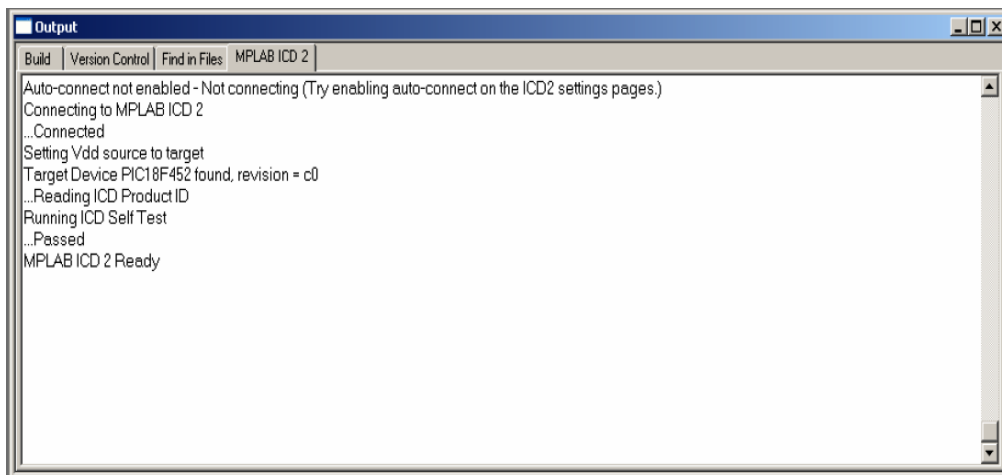 Output
Build Version Control Find in Files MPLAB ICD 2
Auto-connect not enabled - Not connecting (Try enabling auto-connect on the ICD2 settings pages.)
Connecting to MPLAB ICD 2
...Connected
Setting Vdd source to target
Target Device PIC18F452 found, revision = c0
...Reading ICD Product ID
Running ICD Self Test
...Passed
MPLAB ICD 2 Ready